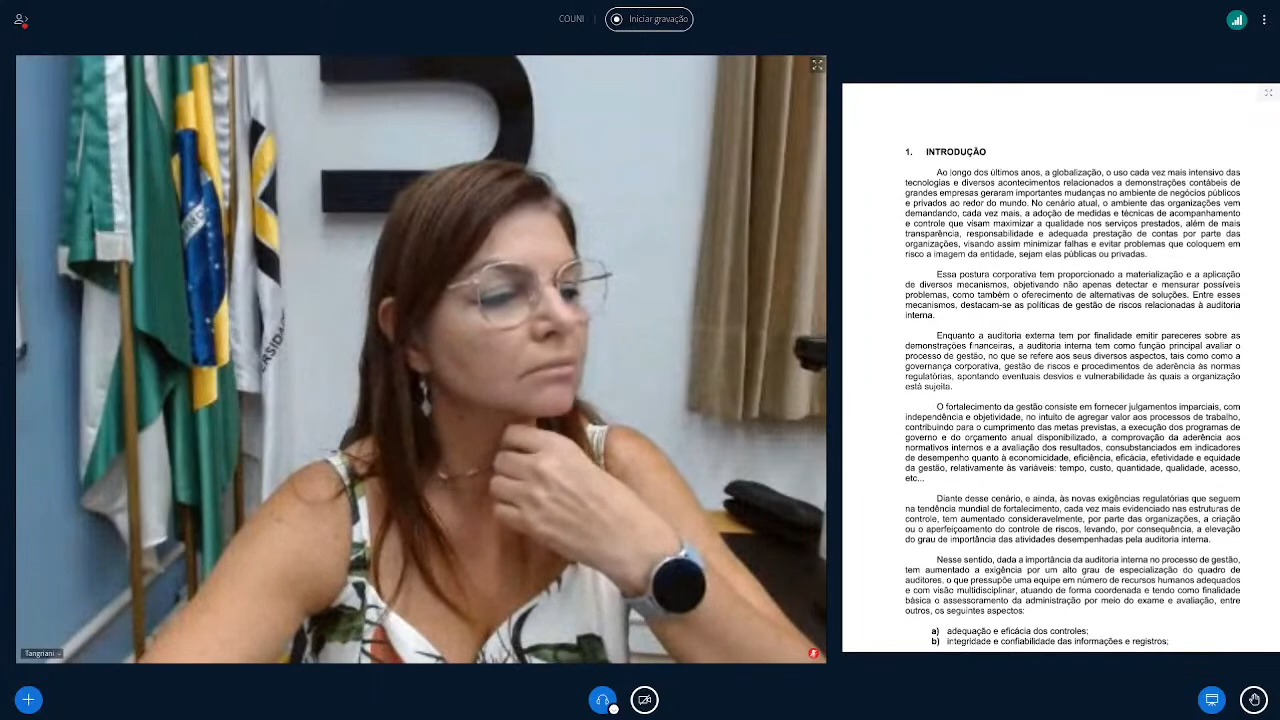 COUNI
Iniciar gravação
Tangriani
1. INTRODUÇÃO
Ao longo dos últimos anos, a globalização, o uso cada vez mais intensivo das
tecnologias e diversos acontecimentos relacionados a demonstrações contábeis de
grandes empresas geraram importantes mudanças no ambiente de negócios públicos
e privados ao redor do mundo. No cenário atual, o ambiente das organizações vem
demandando, cada vez mais, a adoção de medidas e técnicas de acompanhamento
e controle que visam maximizar a qualidade nos serviços prestados, além de mais
transparência, responsabilidade e adequada prestação de contas por parte das
organizações, visando assim minimizar falhas e evitar problemas que coloquem em
risco a imagem da entidade, sejam elas públicas ou privadas.
Essa postura corporativa tem proporcionado a materialização e a aplicação
de diversos mecanismos, objetivando não apenas detectar e mensurar possíveis
problemas, como também o oferecimento de alternativas de soluções. Entre esses
mecanismos, destacam-se as políticas de gestão de riscos relacionadas à auditoria
interna.
Enquanto a auditoria externa tem por finalidade emitir pareceres sobre as
demonstrações financeiras, a auditoria interna tem como função principal avaliar o
processo de gestão, no que se refere aos seus diversos aspectos, tais como como a
governança corporativa, gestão de riscos e procedimentos de aderência às normas
regulatórias, apontando eventuais desvios e vulnerabilidade às quais a organização
está sujeita.
O fortalecimento da gestão consiste em fornecer julgamentos imparciais, com
independência e objetividade, no intuito de agregar valor aos processos de trabalho,
contribuindo para o cumprimento das metas previstas, a execução dos programas de
governo e do orçamento anual disponibilizado, a comprovação da aderência aos
normativos internos e a avaliação dos resultados, consubstanciados em indicadores
de desempenho quanto à economicidade, eficiência, eficácia, efetividade e equidade
da gestão, relativamente às variáveis: tempo, custo, quantidade, qualidade, acesso,
etc...
Diante desse cenário, e ainda, às novas exigências regulatórias que seguem
na tendência mundial de fortalecimento, cada vez mais evidenciado nas estruturas de
controle, tem aumentado consideravelmente, por parte das organizações, a criação
ou o aperfeiçoamento do controle de riscos, levando, por consequência, a elevação
do grau de importância das atividades desempenhadas pela auditoria interna.
Nesse sentido, dada a importância da auditoria interna no processo de gestão,
tem aumentado a exigência por um alto grau de especialização do quadro de
auditores, o que pressupõe uma equipe em número de recursos humanos adequados
e com visão multidisciplinar, atuando de forma coordenada e tendo como finalidade
básica o assessoramento da administração por meio do exame e avaliação, entre
outros, os seguintes aspectos:
a) adequação e eficácia dos controles;
b) integridade e confiabilidade das informações e registros;